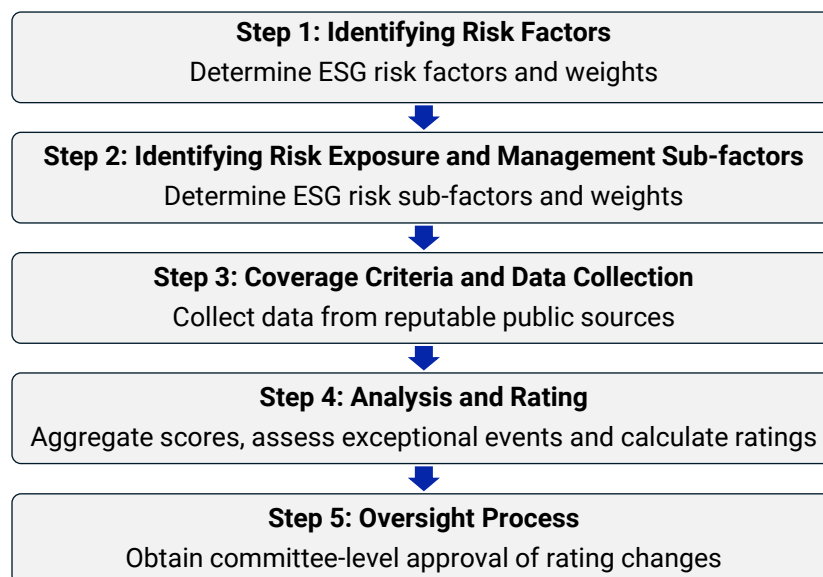 Step 1: Identifying Risk Factors
Determine ESG risk factors and weights
Step 2: Identifying Risk Exposure and Management Sub-factors
Determine ESG risk sub-factors and weights
Step 3: Coverage Criteria and Data Collection
Collect data from reputable public sources
Step 4: Analysis and Rating
Aggregate scores, assess exceptional events and calculate ratings
Step 5: Oversight Process
Obtain committee-level approval of rating changes